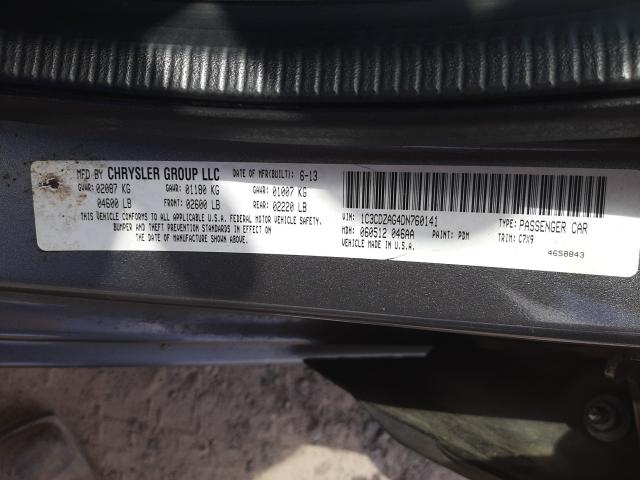 MFD BY CHRYSLER GROUP LLC DATE OF MFR(BUILT): 6-13
GVWR: 02087 KG GAWR: 01180 KG GAWR: 01007 KG
04600 LB FRONT: 02600 LB REAR: 02220 LB
CONFORMS TO ALL APPLICABLE U.S.A. FEDERAL MOTOR VEHICLE SAFETY,
BUMPER AND THEFT PREVENTION STANDARDS IN EFFECT ON
THE DATE OF MANUFACTURE SHOWN ABOVE.
VIN: 1C3CDZAG4DN760141 TYPE: PASSENGER CAR
MDH: 060512 046AA PAINT: PDM TRIM: C7X9
VEHICLE MADE IN U.S.A. 4658843